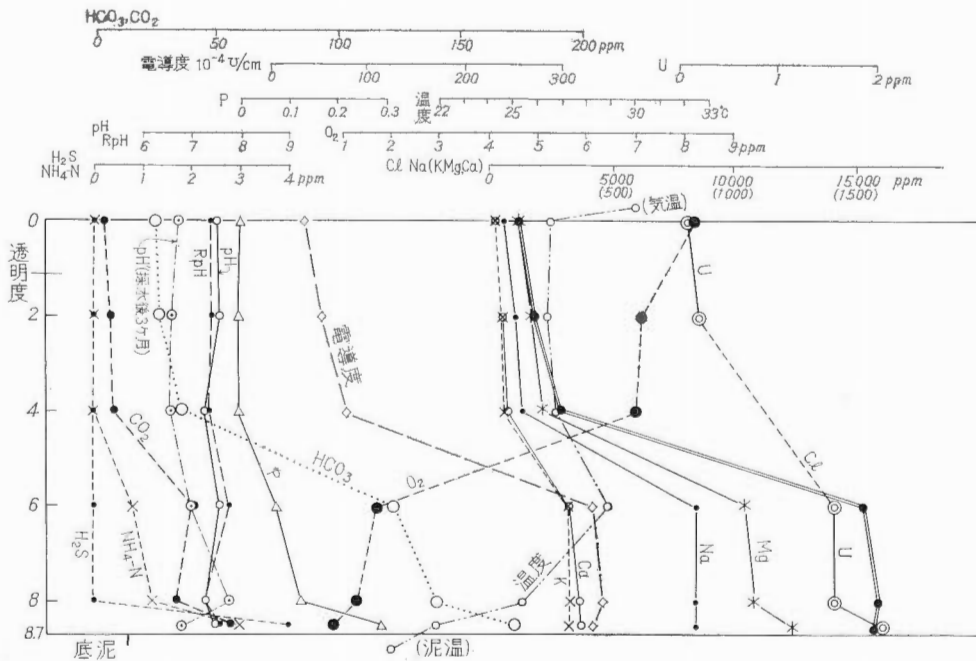 HCO₃,CO₂
0 50 100 150 200 ppm
電導度 10⁻⁴ ℧/cm
0 100 200 300
U
0 1 2 ppm
P
0 0.1 0.2 0.3
温度
22 25 30 33℃
pH
RpH
6 7 8 9
O₂
1 2 3 4 5 6 7 8 9 ppm
H₂S
NH₄-N
0 1 2 3 4 ppm
Cl Na(K,Mg,Ca)
0 5000 10000 15000 ppm
(500) (1000) (1500)
透明度
0
2
4
6
8
8.7
底泥
pH(採水後3ヶ月)
RpH
pH
電導度
(気温)
U
CO₂
HCO₃
O₂
Cl
P
H₂S
NH₄-N
温度
K
Ca
Na
Mg
U
(泥温)